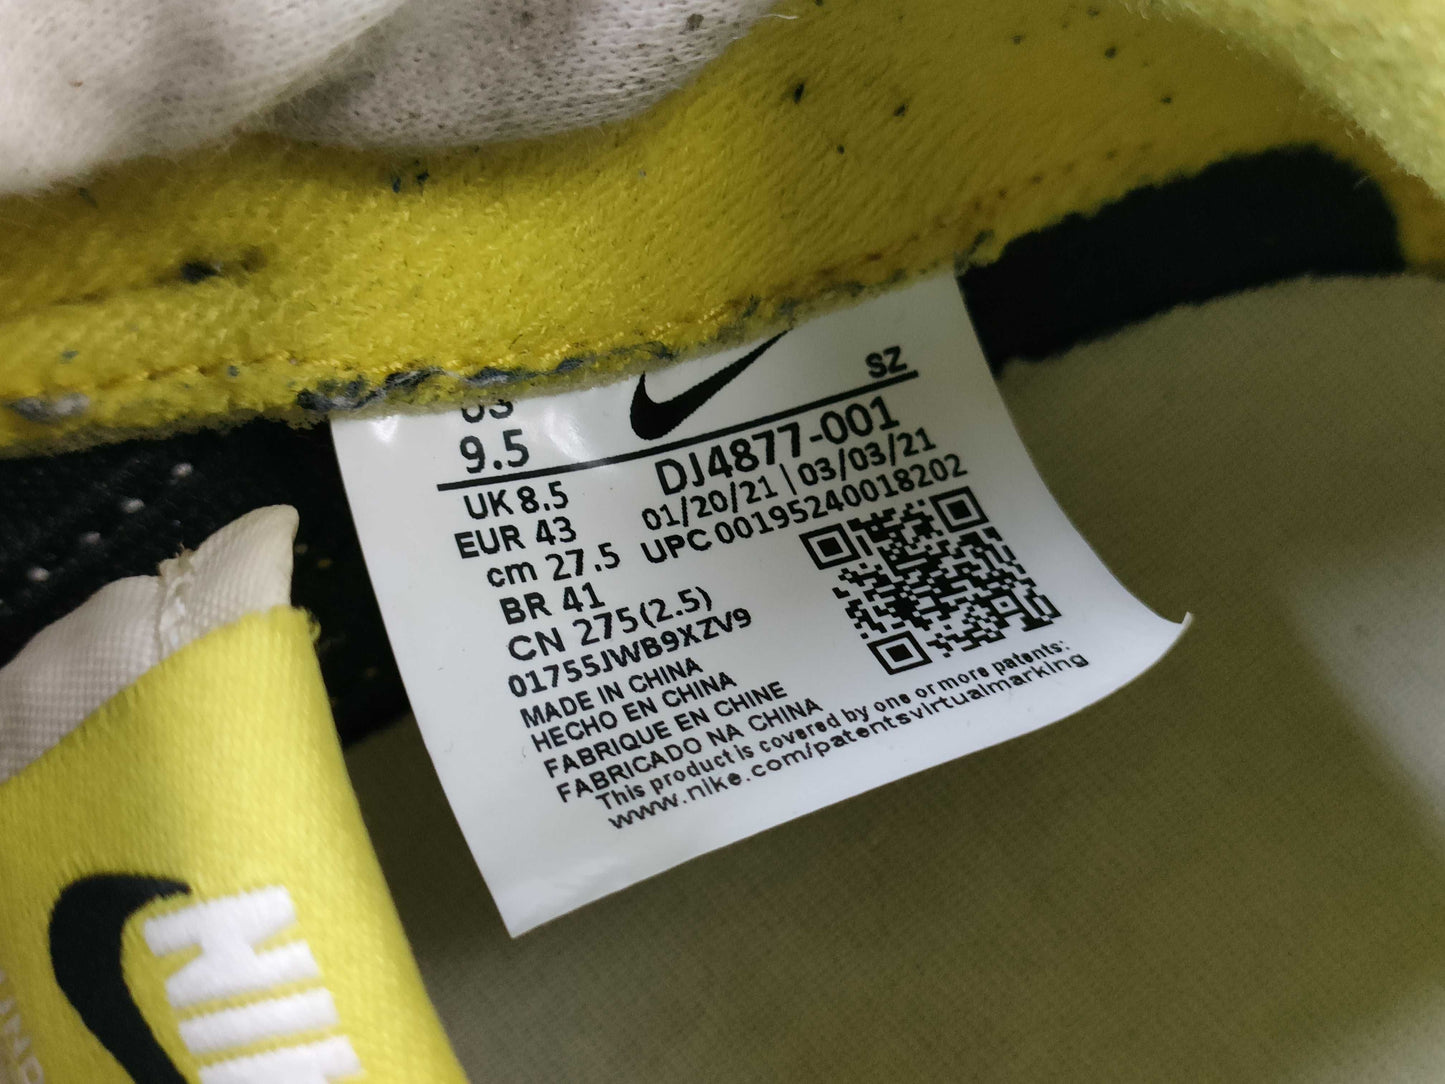 US
9.5
SZ
UK 8.5
EUR 43
cm 27.5
BR 41
CN 275(2.5)
01755JWB9XZV9
DJ4877-001
01/20/21 | 03/03/21
UPC 00195240018202
MADE IN CHINA
HECHO EN CHINA
FABRIQUE EN CHINE
FABRICADO NA CHINA
This product is covered by one or more patents:
www.nike.com/patentsvirtualmarking